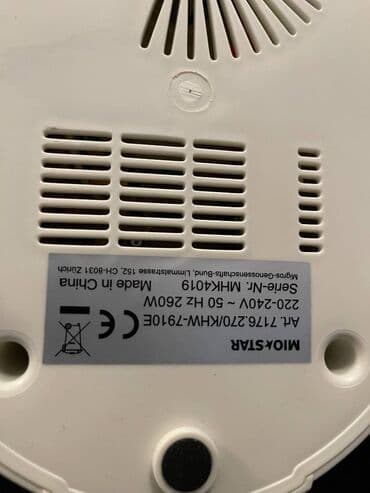 MIO★STAR
Art. 7176.270/KHW-7910E
220-240V ~ 50 Hz 260W
Serie-Nr. MHK4019 Made in China
Migros-Genossenschafts-Bund, Limmatstrasse 152, CH-8031 Zürich
CE